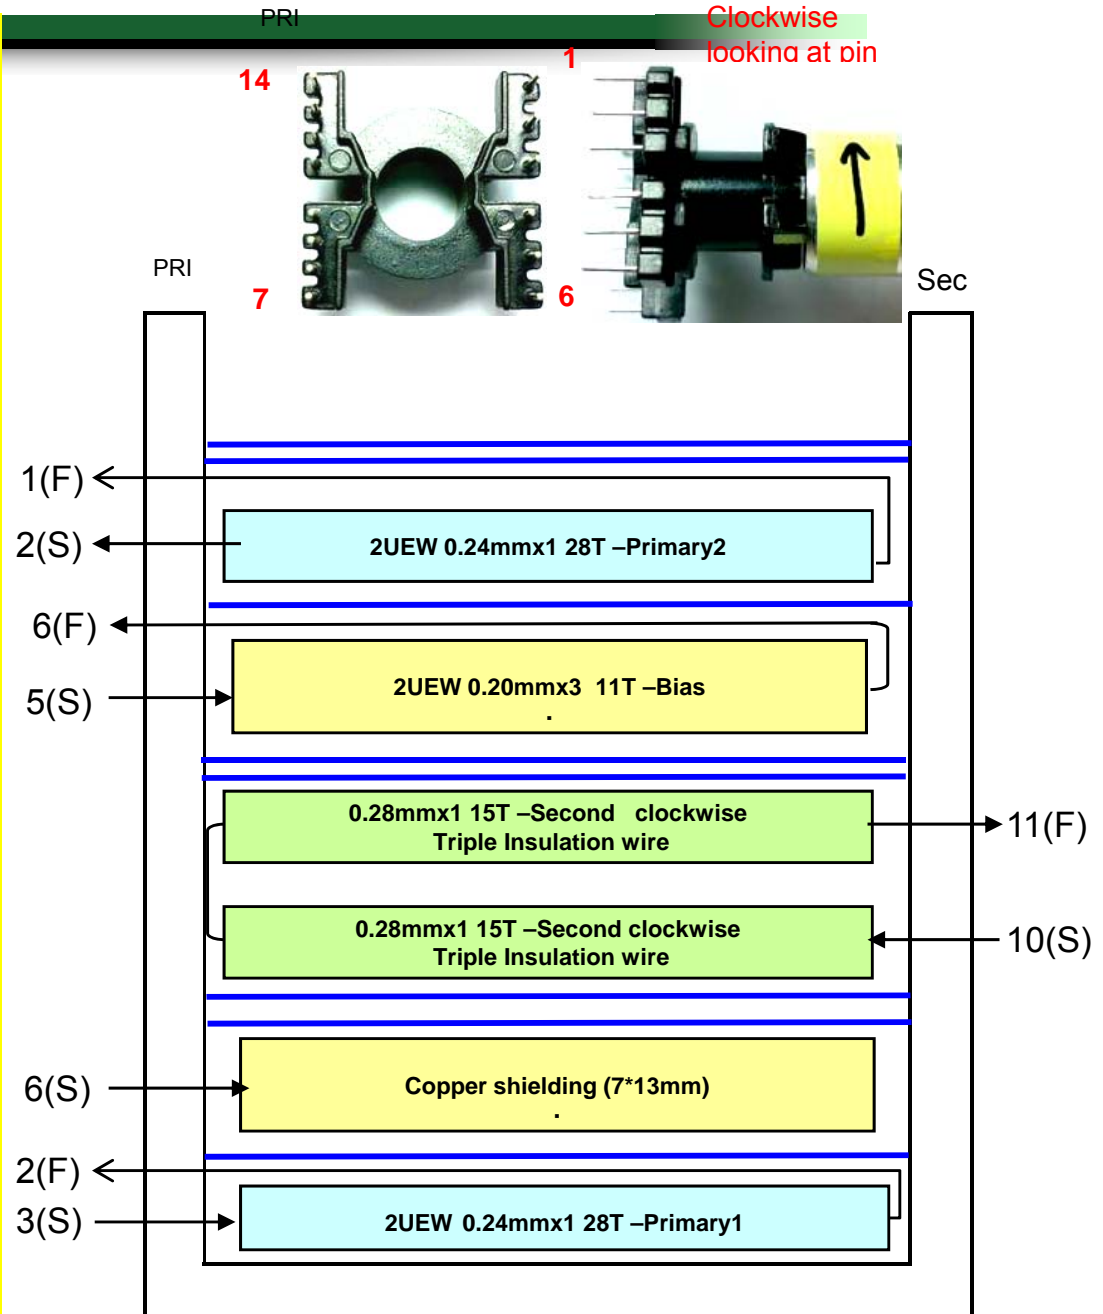 PRI
Clockwise
looking at pin
14
1
7
6
PRI
Sec
1(F)
2(S)
2UEW 0.24mmx1 28T –Primary2
6(F)
5(S)
2UEW 0.20mmx3 11T –Bias
.
0.28mmx1 15T –Second clockwise
Triple Insulation wire
11(F)
0.28mmx1 15T –Second clockwise
Triple Insulation wire
10(S)
6(S)
Copper shielding (7*13mm)
.
2(F)
3(S)
2UEW 0.24mmx1 28T –Primary1